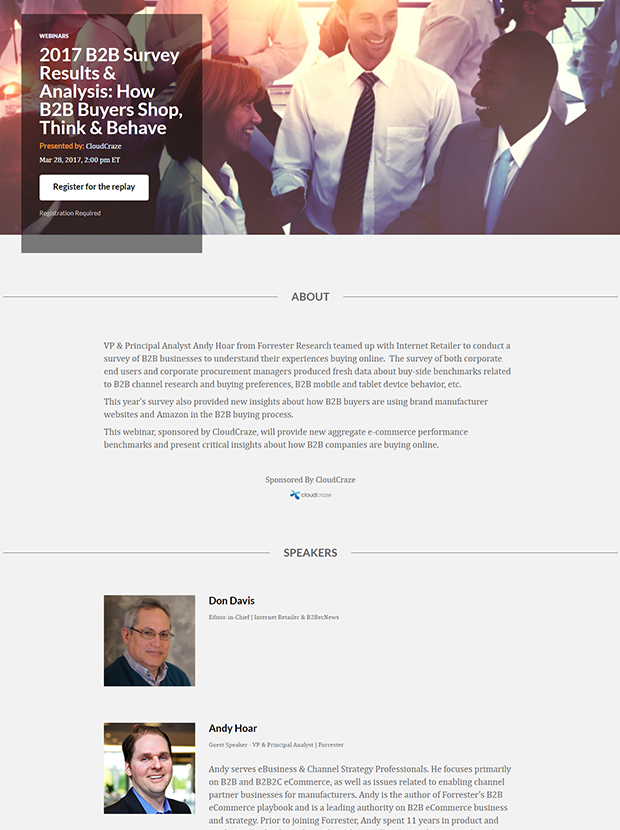 WEBINARS
2017 B2B Survey
Results &
Analysis: How
B2B Buyers Shop,
Think & Behave
Presented by: CloudCraze
Mar 28, 2017, 2:00 pm ET
Register for the replay
Registration Required
ABOUT
VP & Principal Analyst Andy Hoar from Forrester Research teamed up with Internet Retailer to conduct a
survey of B2B businesses to understand their experiences buying online.  The survey of both corporate
end users and corporate procurement managers produced fresh data about buy-side benchmarks related
to B2B channel research and buying preferences, B2B mobile and tablet device behavior, etc.
This year's survey also provided new insights about how B2B buyers are using brand manufacturer
websites and Amazon in the B2B buying process.
This webinar, sponsored by CloudCraze, will provide new aggregate e-commerce performance
benchmarks and present critical insights about how B2B companies are buying online.
Sponsored By CloudCraze
cloudcraze
SPEAKERS
Don Davis
Editor-in-Chief | Internet Retailer & B2BecNews
Andy Hoar
Guest Speaker - VP & Principal Analyst | Forrester
Andy serves eBusiness & Channel Strategy Professionals. He focuses primarily
on B2B and B2B2C eCommerce, as well as issues related to enabling channel
partner businesses for manufacturers. Andy is the author of Forrester's B2B
eCommerce playbook and is a leading authority on B2B eCommerce business
and strategy. Prior to joining Forrester, Andy spent 11 years in product and